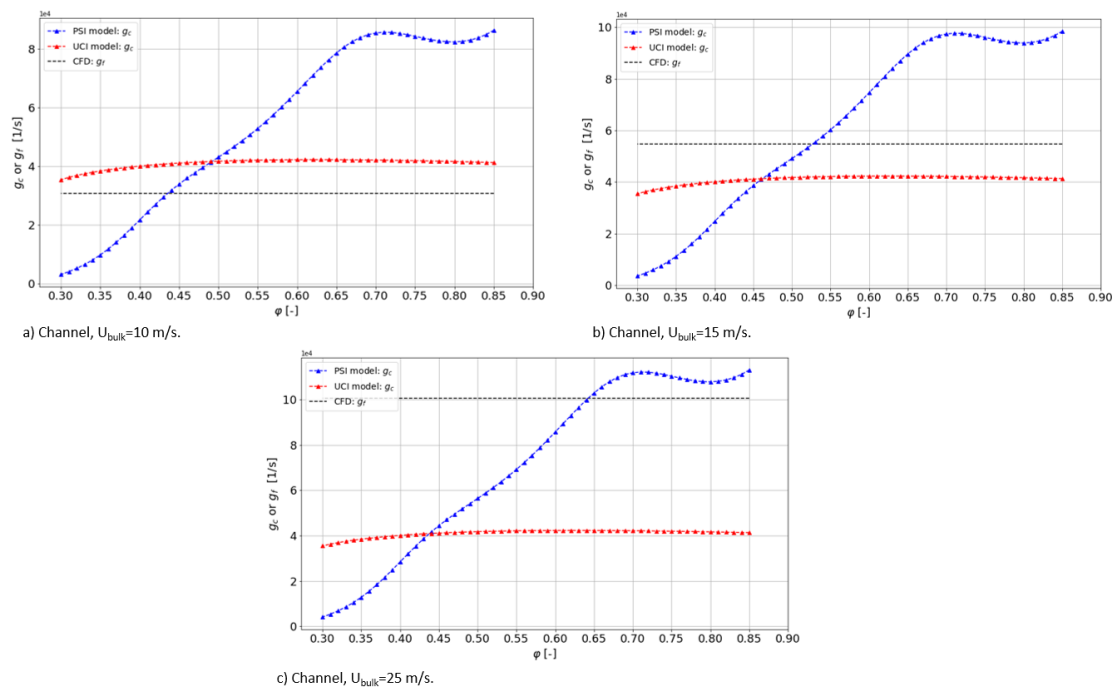 1e4
PSI model: g_c
UCI model: g_c
CFD: g_f
8
6
4
2
0
g_c or g_f [1/s]
0.30 0.35 0.40 0.45 0.50 0.55 0.60 0.65 0.70 0.75 0.80 0.85 0.90
φ [-]
a) Channel, U_bulk=10 m/s.
1e4
PSI model: g_c
UCI model: g_c
CFD: g_f
10
8
6
4
2
0
g_c or g_f [1/s]
0.30 0.35 0.40 0.45 0.50 0.55 0.60 0.65 0.70 0.75 0.80 0.85 0.90
φ [-]
b) Channel, U_bulk=15 m/s.
1e4
PSI model: g_c
UCI model: g_c
CFD: g_f
10
8
6
4
2
0
g_c or g_f [1/s]
0.30 0.35 0.40 0.45 0.50 0.55 0.60 0.65 0.70 0.75 0.80 0.85 0.90
φ [-]
c) Channel, U_bulk=25 m/s.